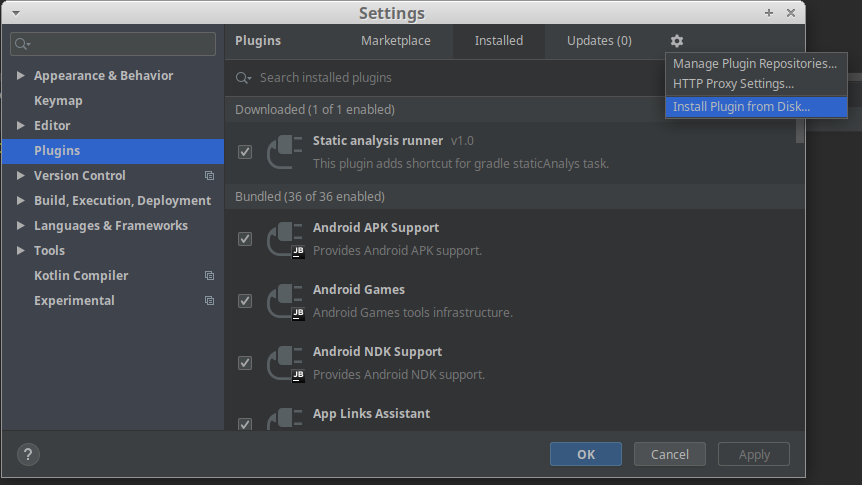 Settings
Plugins Marketplace Installed Updates (0)
Manage Plugin Repositories...
HTTP Proxy Settings...
Install Plugin from Disk...
Appearance & Behavior
Keymap
Editor
Plugins
Version Control
Build, Execution, Deployment
Languages & Frameworks
Tools
Kotlin Compiler
Experimental
Search installed plugins
Downloaded (1 of 1 enabled)
Static analysis runner v1.0
This plugin adds shortcut for gradle staticAnalys task.
Bundled (36 of 36 enabled)
Android APK Support
JB Provides Android APK support.
Android Games
JB Android Games tools infrastructure.
Android NDK Support
JB Provides Android NDK support.
App Links Assistant
? OK Cancel Apply